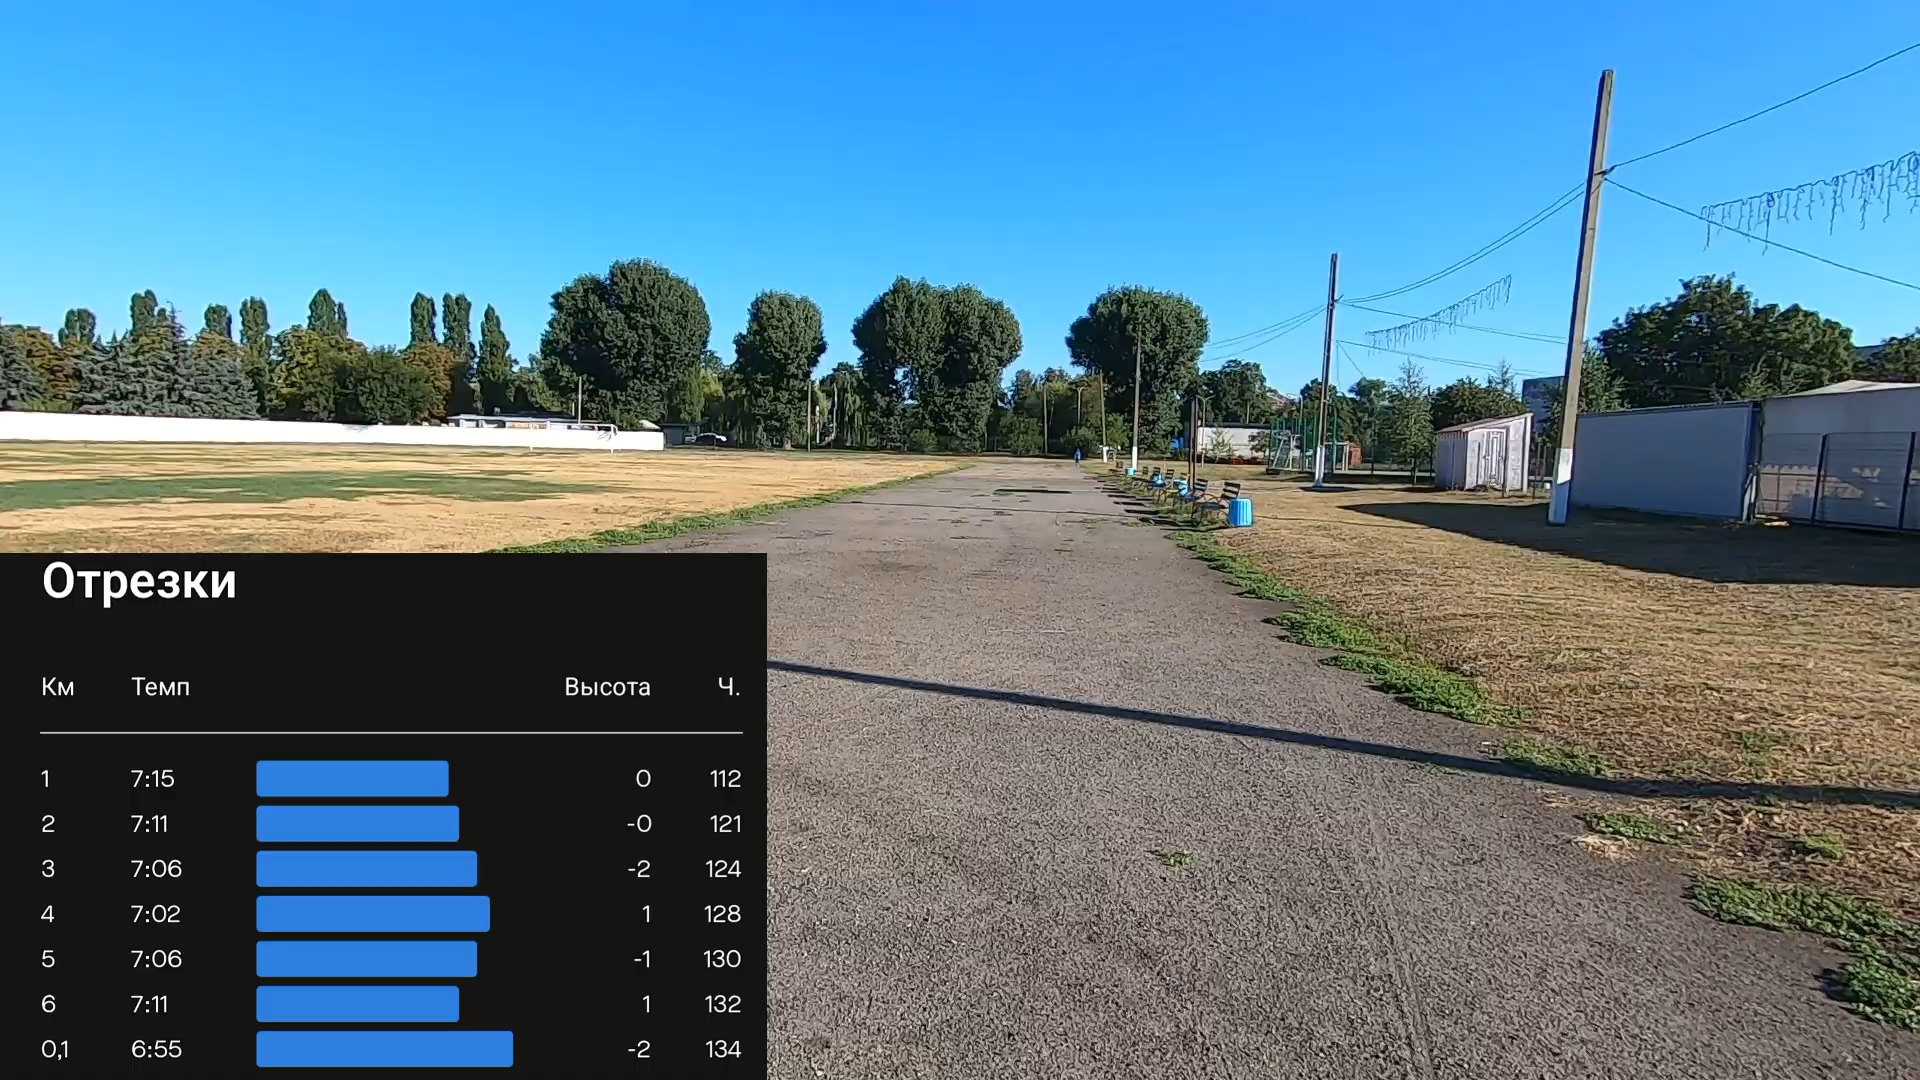 Отрезки
Км Темп Высота Ч.
1 7:15 0 112
2 7:11 -0 121
3 7:06 -2 124
4 7:02 1 128
5 7:06 -1 130
6 7:11 1 132
0,1 6:55 -2 134